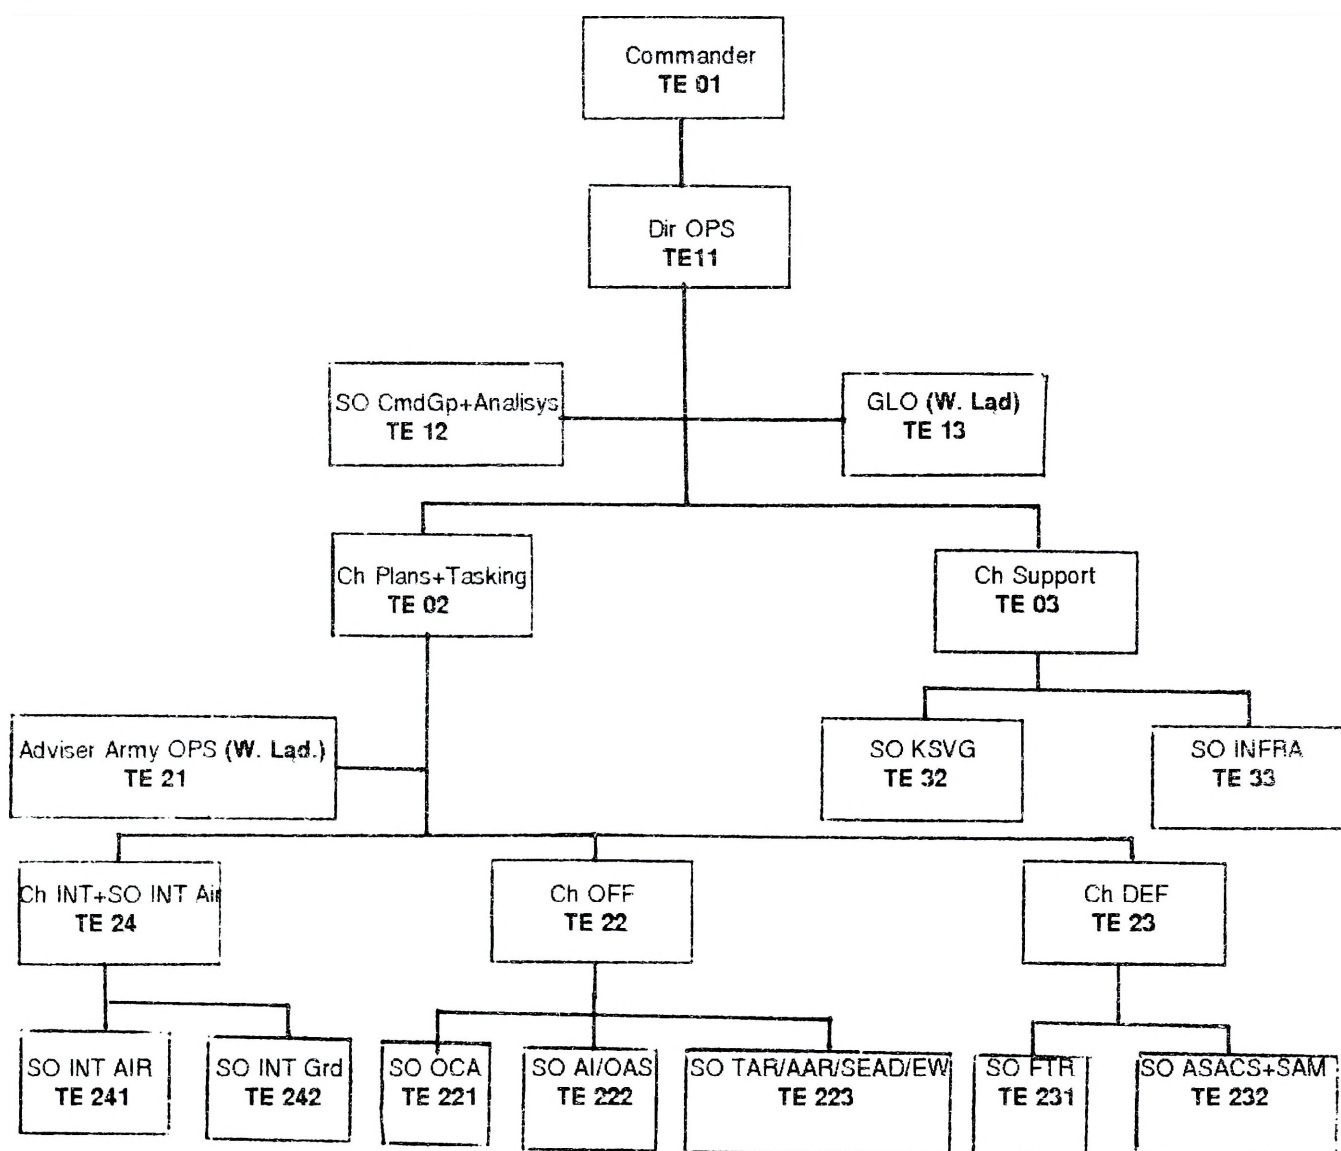 Commander
TE 01
Dir OPS
TE11
SO CmdGp+Analisys
TE 12
GLO (W. Lad)
TE 13
Ch Plans+Tasking
TE 02
Ch Support
TE 03
Adviser Army OPS (W. Lad.)
TE 21
SO KSVG
TE 32
SO INFRA
TE 33
Ch INT+SO INT Air
TE 24
Ch OFF
TE 22
Ch DEF
TE 23
SO INT AIR
TE 241
SO INT Grd
TE 242
SO OCA
TE 221
SO AI/OAS
TE 222
SO TAR/AAR/SEAD/EW
TE 223
SO FTR
TE 231
SO ASACS+SAM
TE 232